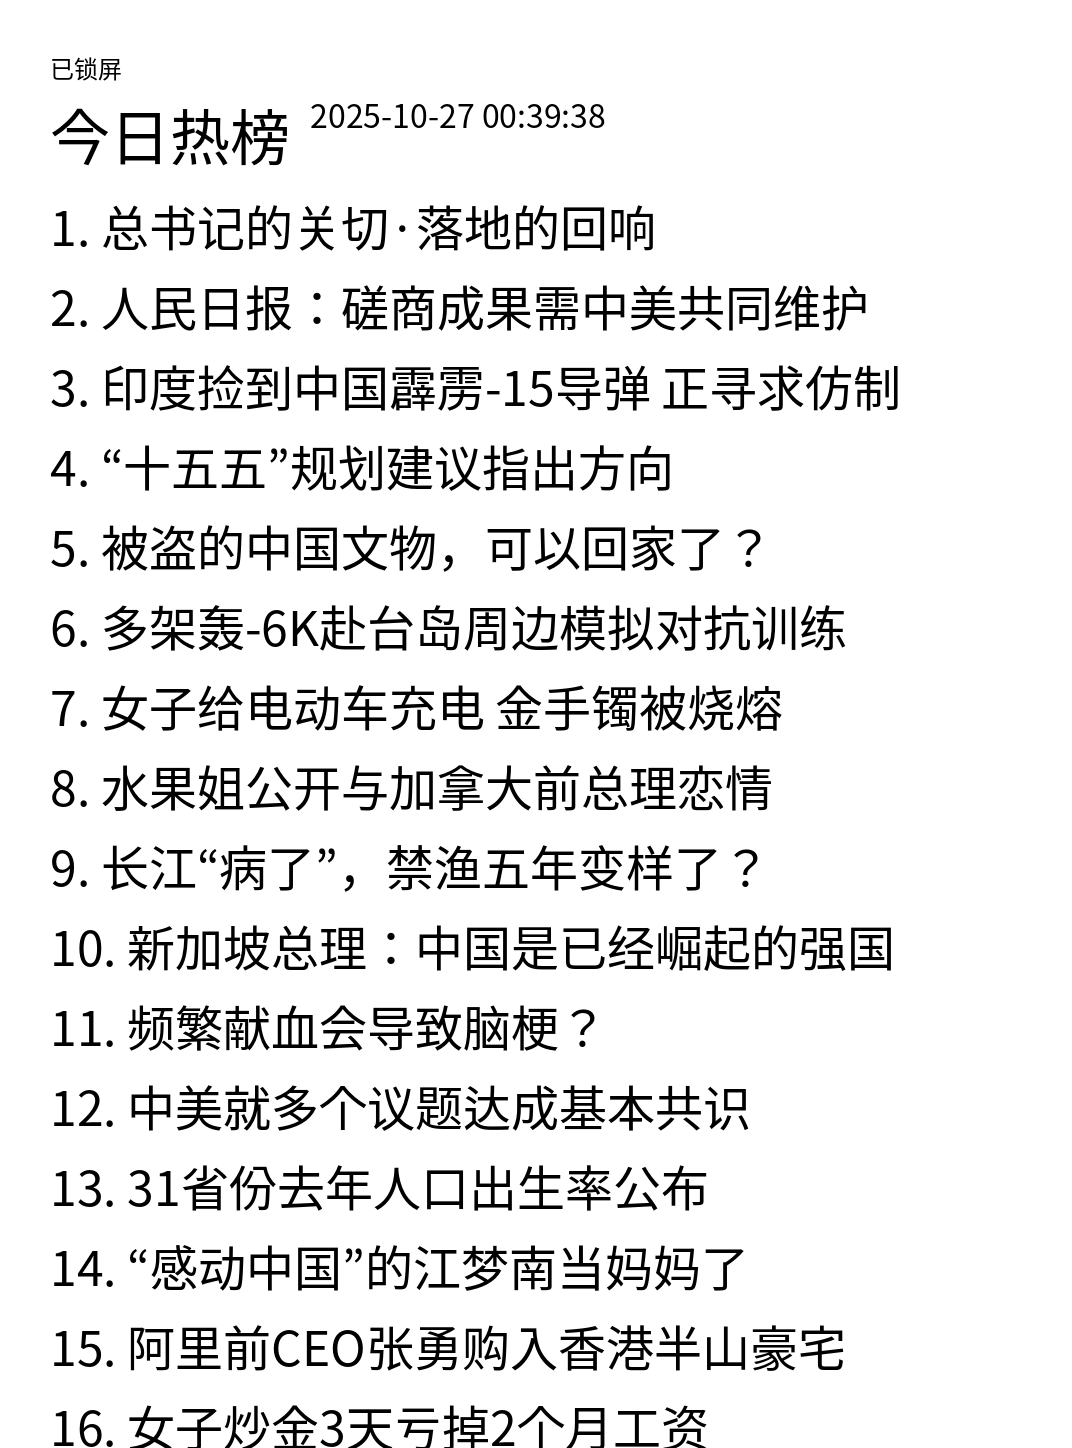 已锁屏
今日热榜 2025-10-27 00:39:38
1. 总书记的关切·落地的回响
2. 人民日报：磋商成果需中美共同维护
3. 印度捡到中国霹雳-15导弹 正寻求仿制
4. “十五五”规划建议指出方向
5. 被盗的中国文物，可以回家了？
6. 多架轰-6K赴台岛周边模拟对抗训练
7. 女子给电动车充电 金手镯被烧熔
8. 水果姐公开与加拿大前总理恋情
9. 长江“病了”，禁渔五年变样了？
10. 新加坡总理：中国是已经崛起的强国
11. 频繁献血会导致脑梗？
12. 中美就多个议题达成基本共识
13. 31省份去年人口出生率公布
14. “感动中国”的江梦南当妈妈了
15. 阿里前CEO张勇购入香港半山豪宅
16. 女子炒金3天亏掉2个月工资